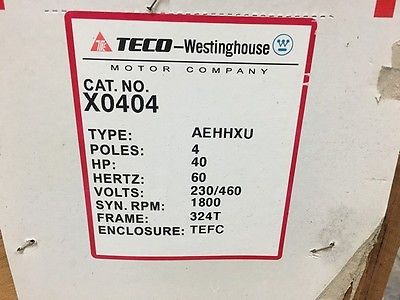 TECO-Westinghouse
MOTOR COMPANY
CAT. NO.
X0404
TYPE: AEHHXU
POLES: 4
HP: 40
HERTZ: 60
VOLTS: 230/460
SYN. RPM: 1800
FRAME: 324T
ENCLOSURE: TEFC